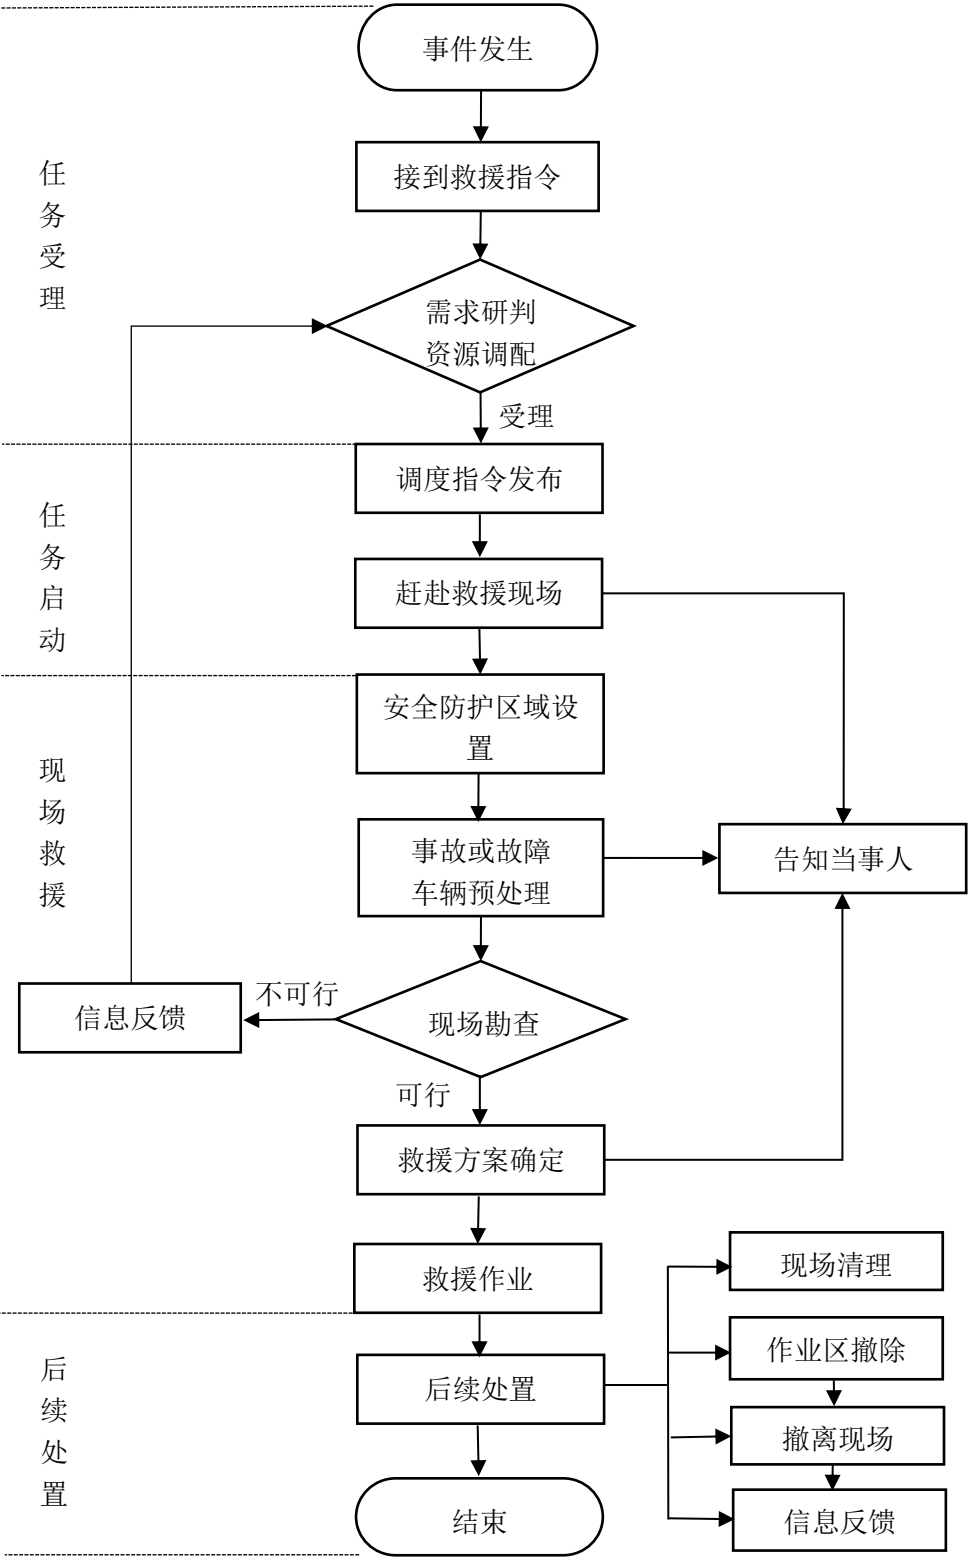 事件发生
任务受理
接到救援指令
需求研判
资源调配
受理
调度指令发布
任务启动
赶赴救援现场
安全防护区域设
置
现场救援
事故或故障
车辆预处理
告知当事人
不可行
信息反馈
现场勘查
可行
救援方案确定
救援作业
现场清理
后续处置
作业区撤除
后续处置
撤离现场
结束
信息反馈